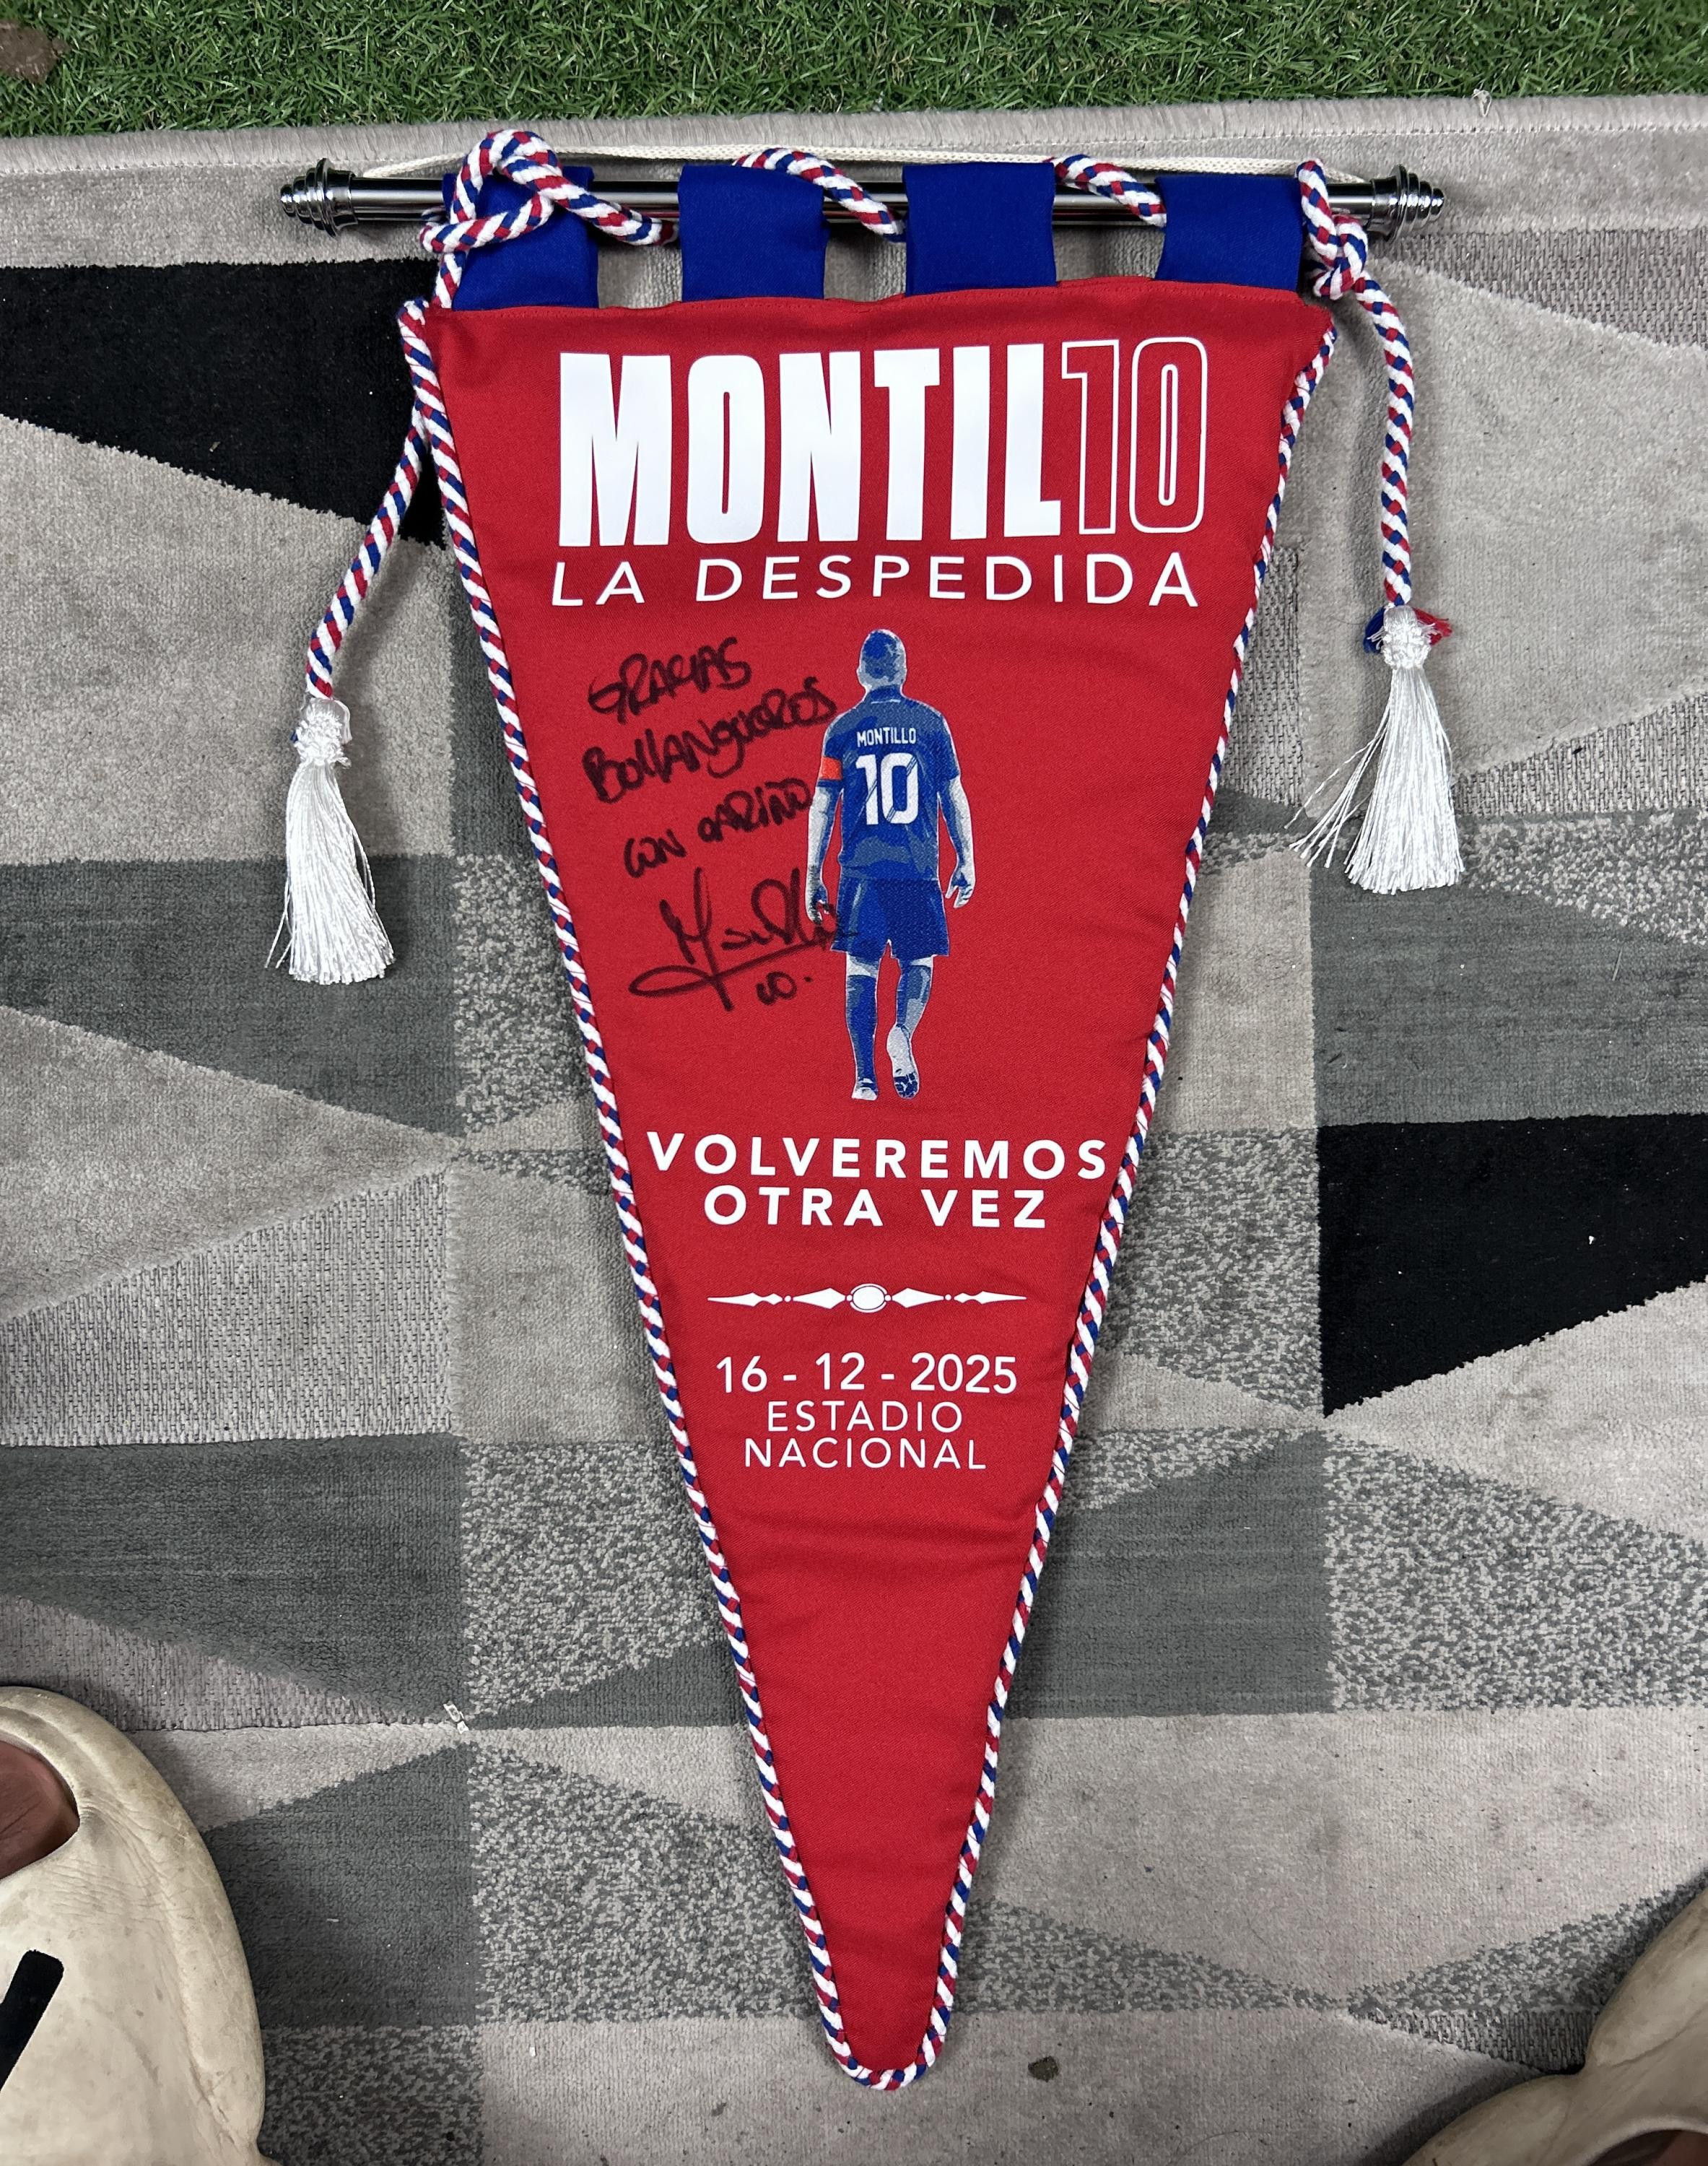 MONTIL10
LA DESPEDIDA
GRACIAS
BOLLANGUEROS
CON CARIÑO
10.
MONTILLO
10
VOLVEREMOS
OTRA VEZ
16 - 12 - 2025
ESTADIO
NACIONAL